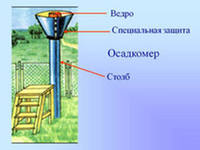 Ведро
Специальная защита
Осадкомер
Столб